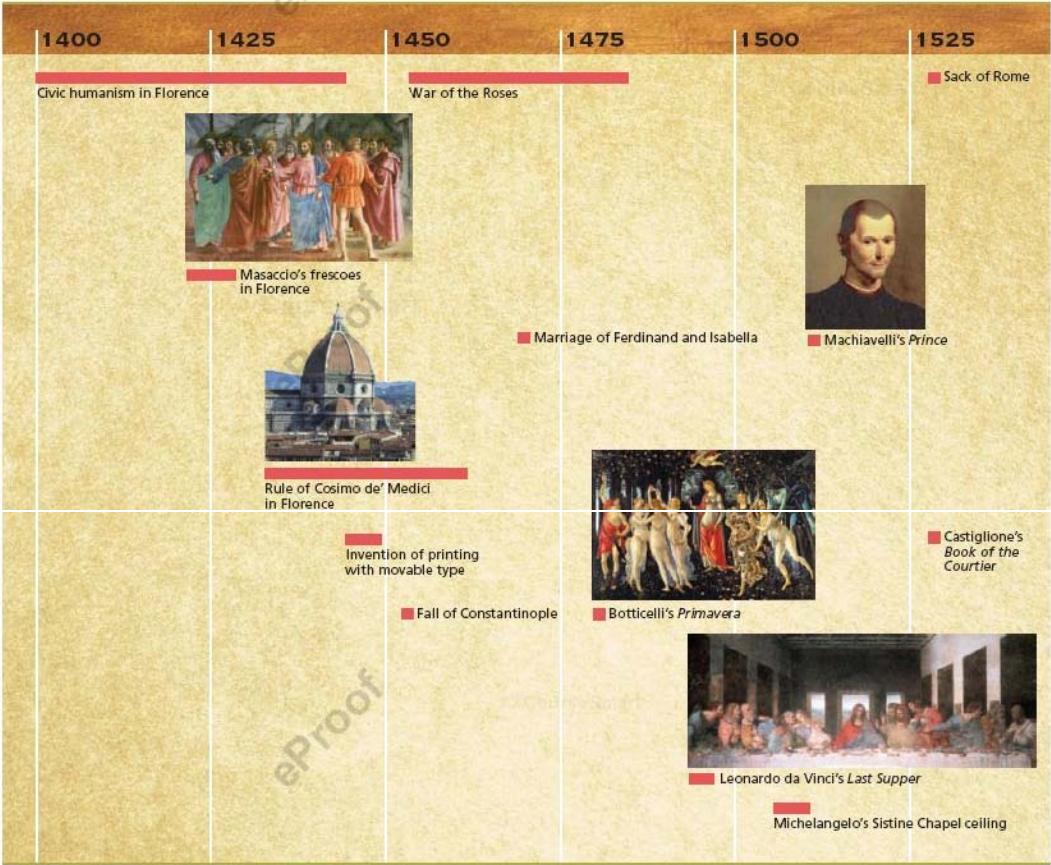 1400 1425 1450 1475 1500 1525
Civic humanism in Florence
War of the Roses
Sack of Rome
Masaccio's frescoes
in Florence
Marriage of Ferdinand and Isabella
Machiavelli's Prince
Rule of Cosimo de' Medici
in Florence
Invention of printing
with movable type
Castiglione's
Book of the
Courtier
Fall of Constantinople
Botticelli's Primavera
Leonardo da Vinci's Last Supper
Michelangelo's Sistine Chapel ceiling
eProof
eProof